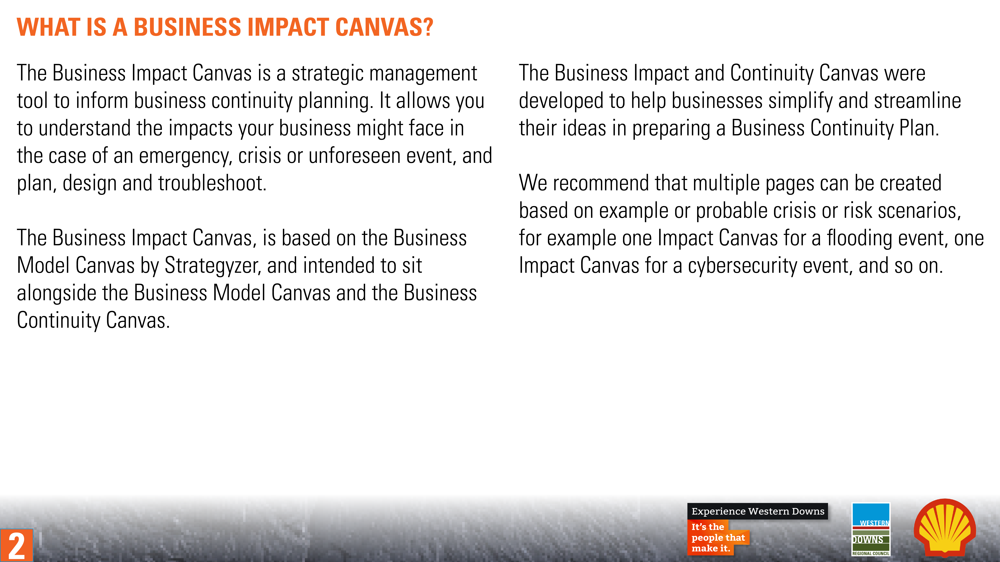 WHAT IS A BUSINESS IMPACT CANVAS?
The Business Impact Canvas is a strategic management
tool to inform business continuity planning. It allows you
to understand the impacts your business might face in
the case of an emergency, crisis or unforeseen event, and
plan, design and troubleshoot.
The Business Impact Canvas, is based on the Business
Model Canvas by Strategyzer, and intended to sit
alongside the Business Model Canvas and the Business
Continuity Canvas.
The Business Impact and Continuity Canvas were
developed to help businesses simplify and streamline
their ideas in preparing a Business Continuity Plan.
We recommend that multiple pages can be created
based on example or probable crisis or risk scenarios,
for example one Impact Canvas for a flooding event, one
Impact Canvas for a cybersecurity event, and so on.
2
Experience Western Downs
It's the
people that
make it.
WESTERN
DOWNS
REGIONAL COUNCIL